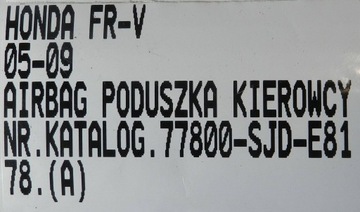 HONDA FR-V
05-09
AIRBAG PODUSZKA KIEROWCY
NR.KATALOG.77800-SJD-E81
78.(A)